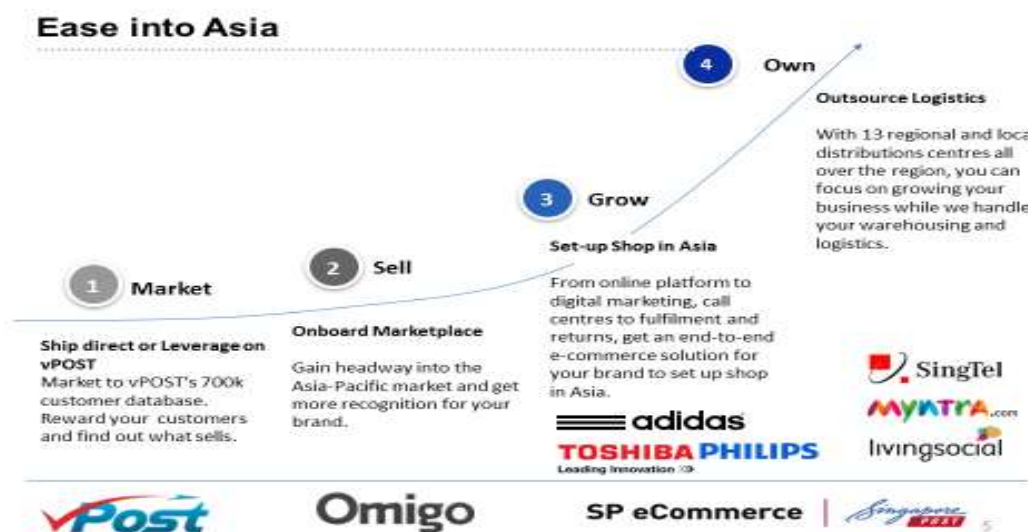 Ease into Asia
4
Own
Outsource Logistics
With 13 regional and loca
distributions centres all
over the region, you can
focus on growing your
business while we handle
your warehousing and
logistics.
3
Grow
Set-up Shop in Asia
From online platform to
digital marketing, call
centres to fulfilment and
returns, get an end-to-end
e-commerce solution for
your brand to set up shop
in Asia.
2
Sell
Onboard Marketplace
Gain headway into the
Asia-Pacific market and get
more recognition for your
brand.
1
Market
Ship direct or Leverage on
vPOST
Market to vPOST's 700k
customer database.
Reward your customers
and find out what sells.
adidas
TOSHIBA PHILIPS
Leading Innovation
SingTel
myntra.com
livingsocial
vPost
Omigo
SP eCommerce
Singapore
POST
5